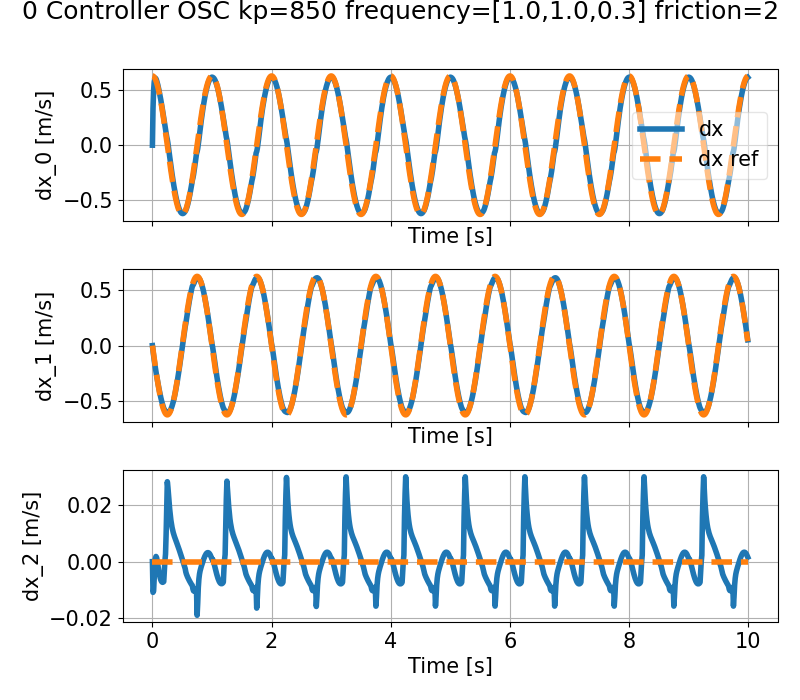 0 Controller OSC kp=850 frequency=[1.0,1.0,0.3] friction=2
dx_0 [m/s]
0.5
0.0
−0.5
dx
dx ref
Time [s]
dx_1 [m/s]
0.5
0.0
−0.5
Time [s]
dx_2 [m/s]
0.02
0.00
−0.02
0 2 4 6 8 10
Time [s]